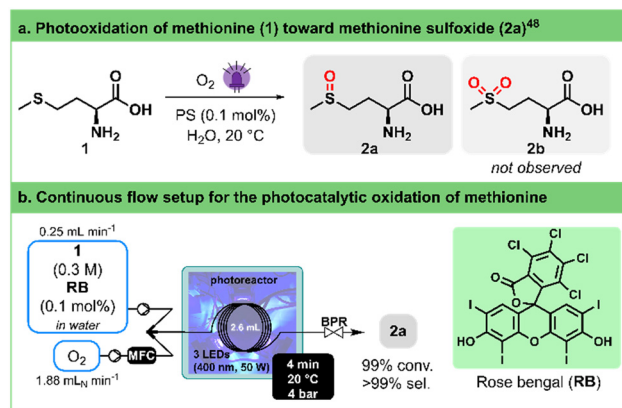 a. Photooxidation of methionine (1) toward methionine sulfoxide (2a)⁴⁸
O₂
S
O
OH
NH₂
1
PS (0.1 mol%)
H₂O, 20 °C
O
S
O
OH
NH₂
2a
O
O
S
O
OH
NH₂
2b
not observed
b. Continuous flow setup for the photocatalytic oxidation of methionine
0.25 mL min⁻¹
1
(0.3 M)
RB
(0.1 mol%)
in water
O₂
MFC
1.88 mLN min⁻¹
photoreactor
2.6 mL
3 LEDs
(400 nm, 50 W)
4 min
20 °C
4 bar
BPR
2a
99% conv.
>99% sel.
Cl
Cl
Cl
Cl
O
O
I
I
HO
O
OH
I
I
Rose bengal (RB)